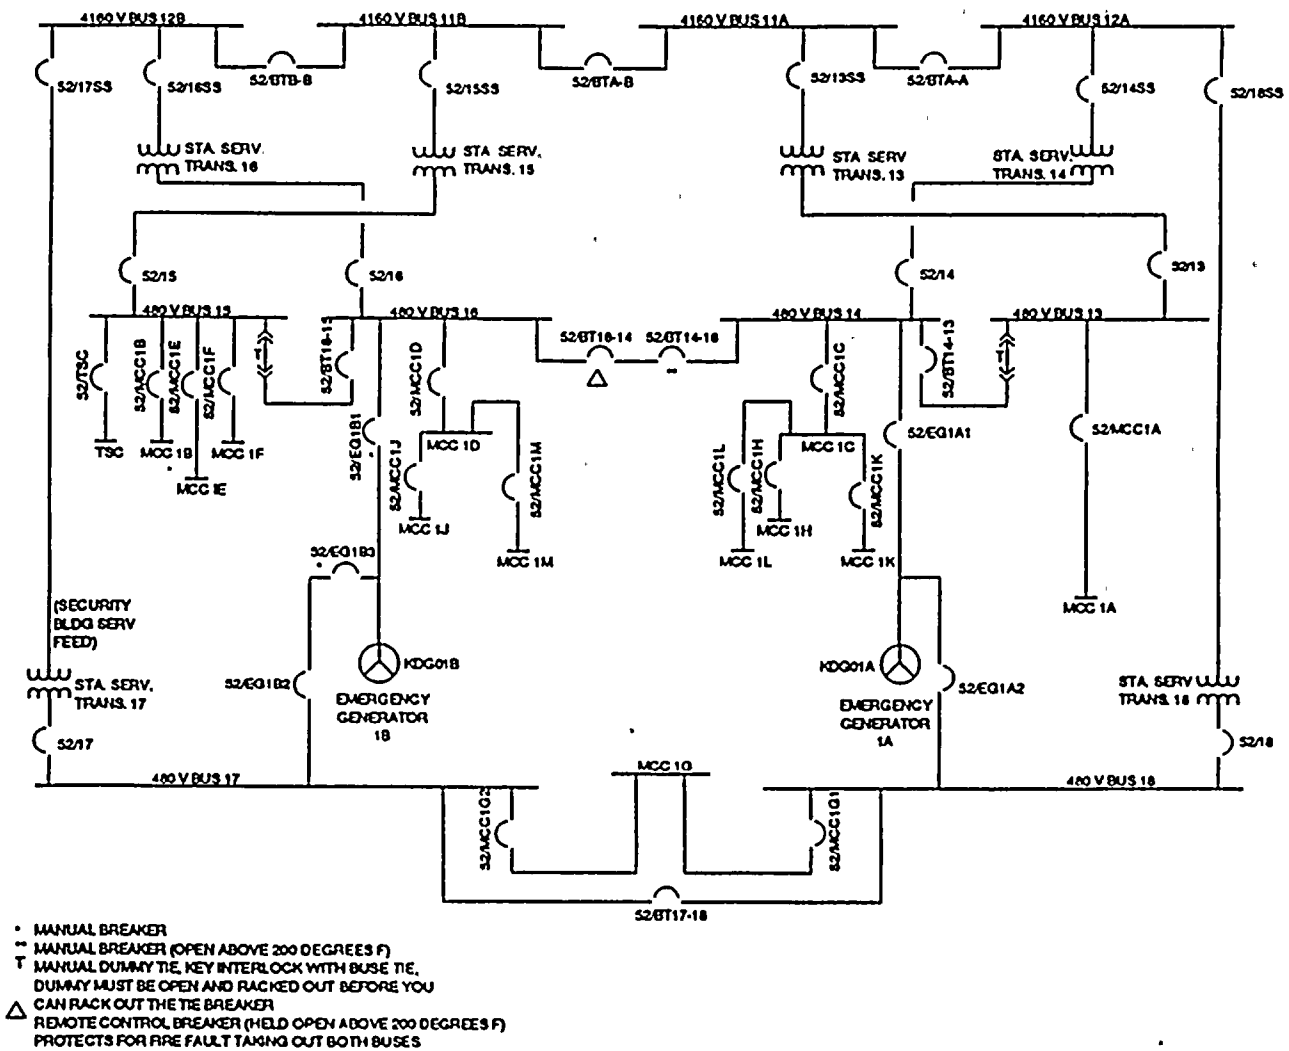 4160 V BUS 12B
4160 V BUS 11B
4160 V BUS 11A
4160 V BUS 12A
52/17SS
52/16SS
52/BTB-B
52/15SS
52/BTA-B
52/13SS
52/BTA-A
52/14SS
52/18SS
STA. SERV.
TRANS. 16
STA. SERV.
TRANS. 15
STA. SERV
TRANS. 13
STA. SERV.
TRANS. 14
52/15
52/16
52/14
52/13
480 V BUS 15
480 V BUS 16
480 V BUS 14
480 V BUS 13
52/TSC
52/MCC1B
52/MCC1E
52/MCC1F
T
52/BT16-15
52/EG1B1
52/MCC1D
52/BT16-14
52/BT14-16
**
52/MCC1C
52/BT14-13
T
TSC
MCC 1B
MCC 1F
MCC 1E
MCC 1D
52/MCC1J
52/MCC1M
MCC 1J
MCC 1M
52/MCC1L
52/MCC1H
MCC 1C
52/MCC1K
52/EG1A1
52/MCC1A
MCC 1H
MCC 1L
MCC 1K
MCC 1A
52/EG1B3
(SECURITY
BLDG SERV
FEED)
STA. SERV.
TRANS. 17
52/EG1B2
KDG01B
EMERGENCY
GENERATOR
1B
KDG01A
EMERGENCY
GENERATOR
1A
52/EG1A2
STA. SERV
TRANS. 18
52/17
52/18
480 V BUS 17
MCC 1G
480 V BUS 18
52/MCC1G2
52/MCC1G1
52/BT17-18
* MANUAL BREAKER
** MANUAL BREAKER (OPEN ABOVE 200 DEGREES F)
T MANUAL DUMMY TIE, KEY INTERLOCK WITH BUSE TIE,
DUMMY MUST BE OPEN AND RACKED OUT BEFORE YOU
CAN RACK OUT THE TIE BREAKER
△ REMOTE CONTROL BREAKER (HELD OPEN ABOVE 200 DEGREES F)
PROTECTS FOR FIRE FAULT TAKING OUT BOTH BUSES